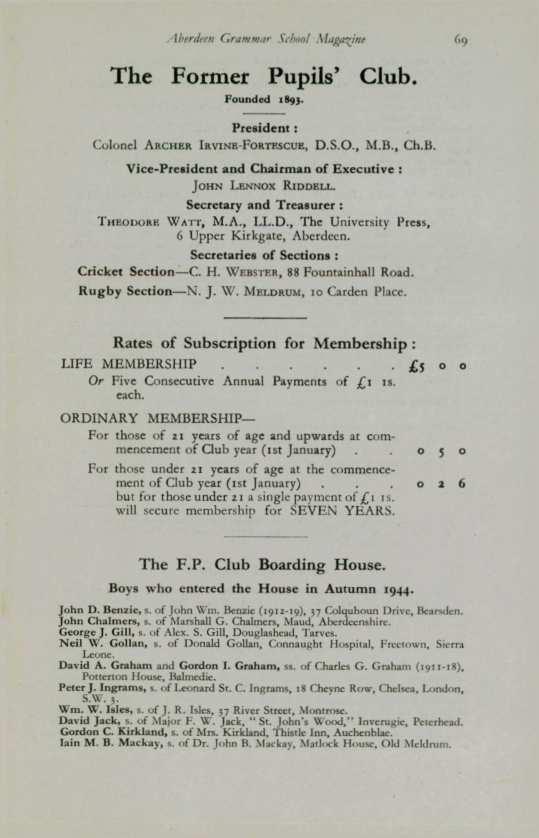 Aberdeen Grammar School Magazine 69
The Former Pupils' Club.
Founded 1893.
President :
Colonel ARCHER IRVINE-FORTESCUE, D.S.O., M.B., Ch.B.
Vice-President and Chairman of Executive :
JOHN LENNOX RIDDELL.
Secretary and Treasurer :
THEODORE WATT, M.A., LL.D., The University Press,
6 Upper Kirkgate, Aberdeen.
Secretaries of Sections :
Cricket Section—C. H. WEBSTER, 88 Fountainhall Road.
Rugby Section—N. J. W. MELDRUM, 10 Carden Place.
Rates of Subscription for Membership :
LIFE MEMBERSHIP . . . . . . £5 0 0
Or Five Consecutive Annual Payments of £1 1s.
each.
ORDINARY MEMBERSHIP—
For those of 21 years of age and upwards at com-
mencement of Club year (1st January) . . 0 5 0
For those under 21 years of age at the commence-
ment of Club year (1st January) . . . 0 2 6
but for those under 21 a single payment of £1 1s.
will secure membership for SEVEN YEARS.
The F.P. Club Boarding House.
Boys who entered the House in Autumn 1944.
John D. Benzie, s. of John Wm. Benzie (1912-19), 37 Colquhoun Drive, Bearsden.
John Chalmers, s. of Marshall G. Chalmers, Maud, Aberdeenshire.
George J. Gill, s. of Alex. S. Gill, Douglashead, Tarves.
Neil W. Gollan, s. of Donald Gollan, Connaught Hospital, Freetown, Sierra
Leone.
David A. Graham and Gordon I. Graham, ss. of Charles G. Graham (1911-18),
Potterton House, Balmedie.
Peter J. Ingrams, s. of Leonard St. C. Ingrams, 18 Cheyne Row, Chelsea, London,
S.W. 3.
Wm. W. Isles, s. of J. R. Isles, 57 River Street, Montrose.
David Jack, s. of Major F. W. Jack, "St. John's Wood," Inverugie, Peterhead.
Gordon C. Kirkland, s. of Mrs. Kirkland, Thistle Inn, Auchenblae.
Iain M. B. Mackay, s. of Dr. John B. Mackay, Matlock House, Old Meldrum.